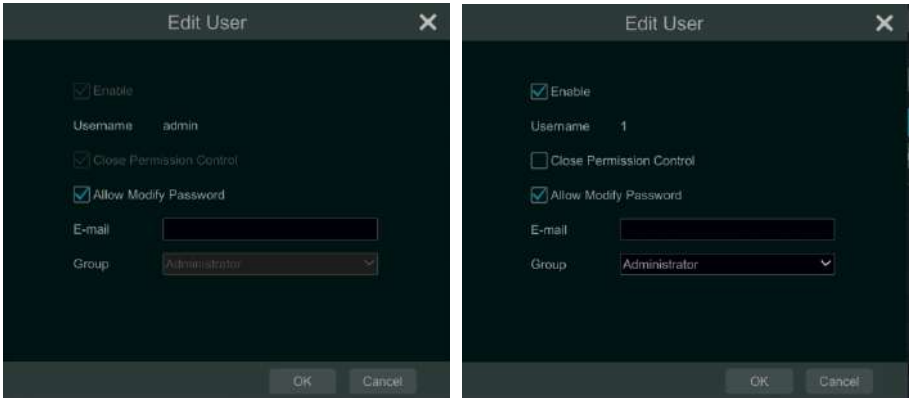 Edit User
Enable
Username admin
Close Permission Control
Allow Modify Password
E-mail
Group Administrator
OK Cancel
Edit User
Enable
Username 1
Close Permission Control
Allow Modify Password
E-mail
Group Administrator
OK Cancel